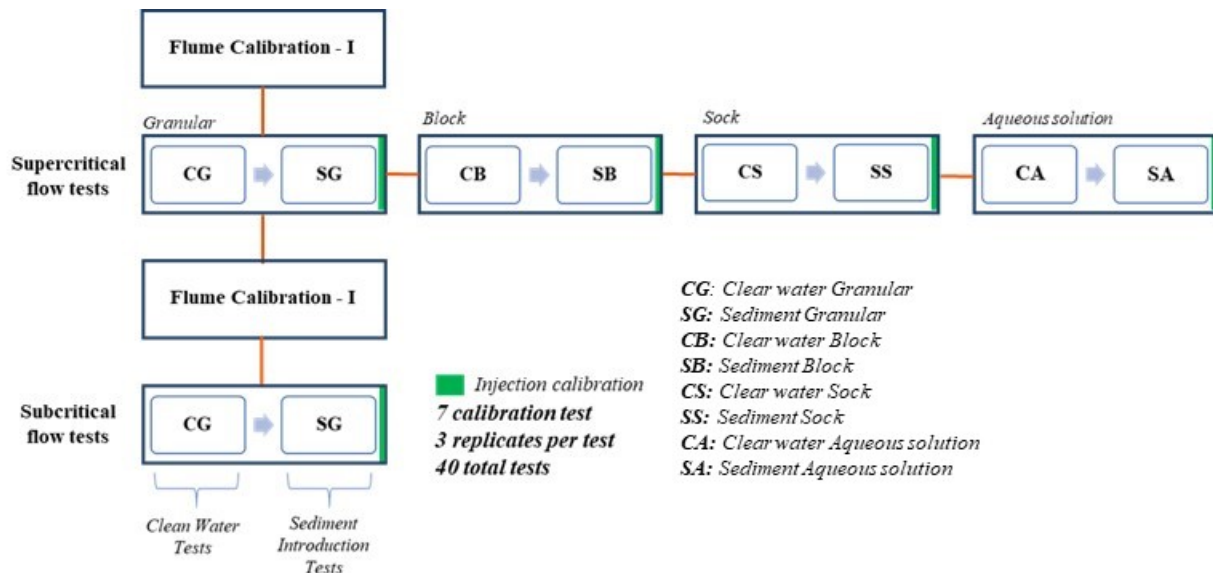 Flume Calibration - I
Granular
Block
Sock
Aqueous solution
Supercritical
flow tests
CG
SG
CB
SB
CS
SS
CA
SA
Flume Calibration - I
Subcritical
flow tests
CG
SG
Clean Water
Tests
Sediment
Introduction
Tests
Injection calibration
7 calibration test
3 replicates per test
40 total tests
CG: Clear water Granular
SG: Sediment Granular
CB: Clear water Block
SB: Sediment Block
CS: Clear water Sock
SS: Sediment Sock
CA: Clear water Aqueous solution
SA: Sediment Aqueous solution